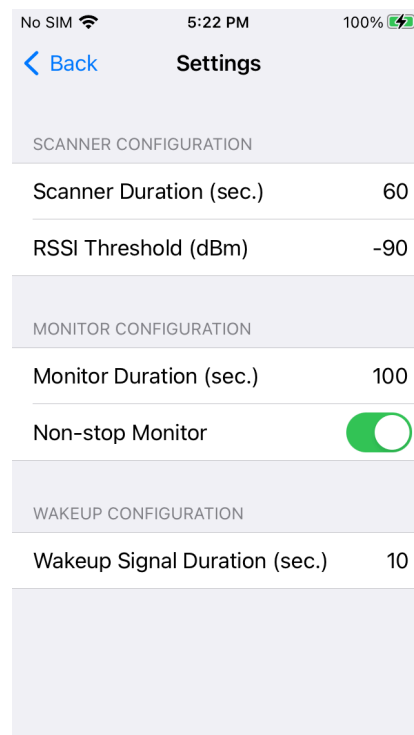 No SIM 5:22 PM 100%
Back Settings
SCANNER CONFIGURATION
Scanner Duration (sec.) 60
RSSI Threshold (dBm) -90
MONITOR CONFIGURATION
Monitor Duration (sec.) 100
Non-stop Monitor
WAKEUP CONFIGURATION
Wakeup Signal Duration (sec.) 10